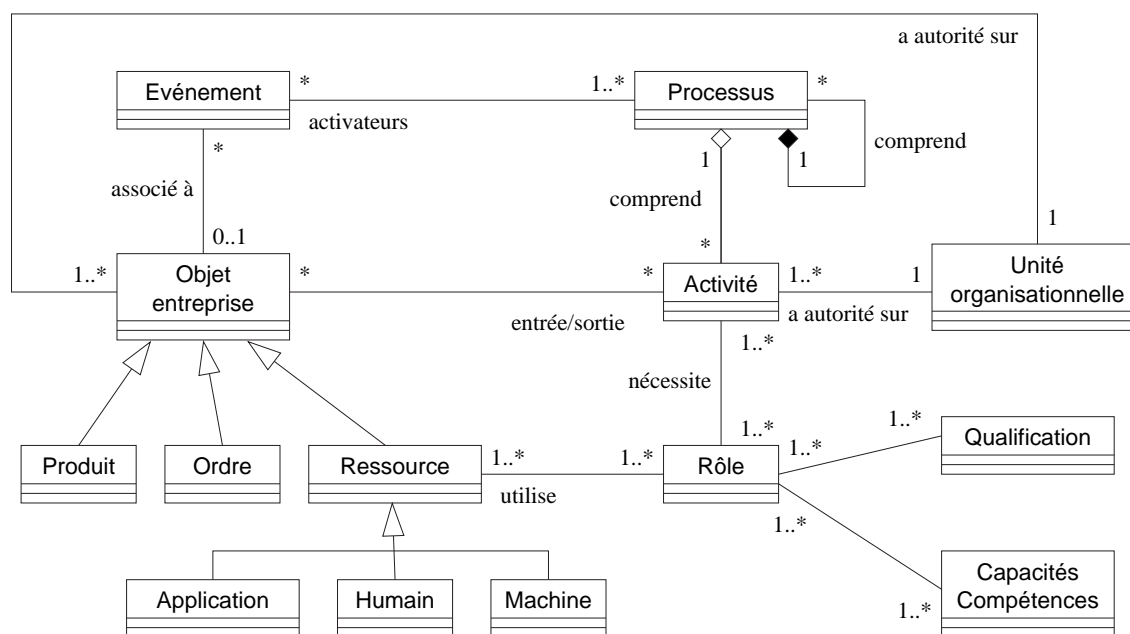 a autorité sur
Evénement
*
1..*
Processus
*
activateurs
comprend
*
1
1
associé à
comprend
0..1
*
1
1..*
Objet
entreprise
*
*
Activité
1..*
1
Unité
organisationnelle
entrée/sortie
a autorité sur
1..*
nécessite
1..*
1..*
1..*
Qualification
Produit
Ordre
Ressource
1..*
1..*
Rôle
utilise
1..*
Application
Humain
Machine
1..*
Capacités
Compétences